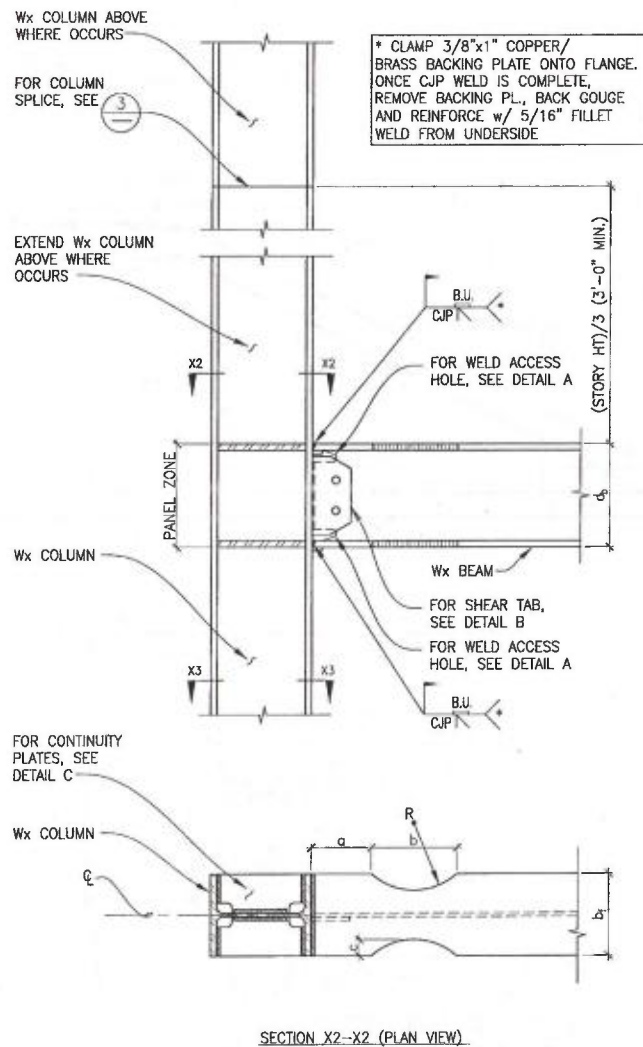 Wx COLUMN ABOVE
WHERE OCCURS
* CLAMP 3/8"x1" COPPER/
BRASS BACKING PLATE ONTO FLANGE.
ONCE CJP WELD IS COMPLETE,
REMOVE BACKING PL., BACK GOUGE
AND REINFORCE w/ 5/16" FILLET
WELD FROM UNDERSIDE
FOR COLUMN
SPLICE, SEE
3
EXTEND Wx COLUMN
ABOVE WHERE
OCCURS
(STORY HT)/3 (3'-0" MIN.)
B.U.
CJP
*
X2
X2
FOR WELD ACCESS
HOLE, SEE DETAIL A
PANEL ZONE
db
Wx BEAM
Wx COLUMN
FOR SHEAR TAB,
SEE DETAIL B
FOR WELD ACCESS
HOLE, SEE DETAIL A
X3
X3
B.U.
CJP
*
FOR CONTINUITY
PLATES, SEE
DETAIL C
R
Wx COLUMN
a
b
℄
bf
c
SECTION X2-X2 (PLAN VIEW)